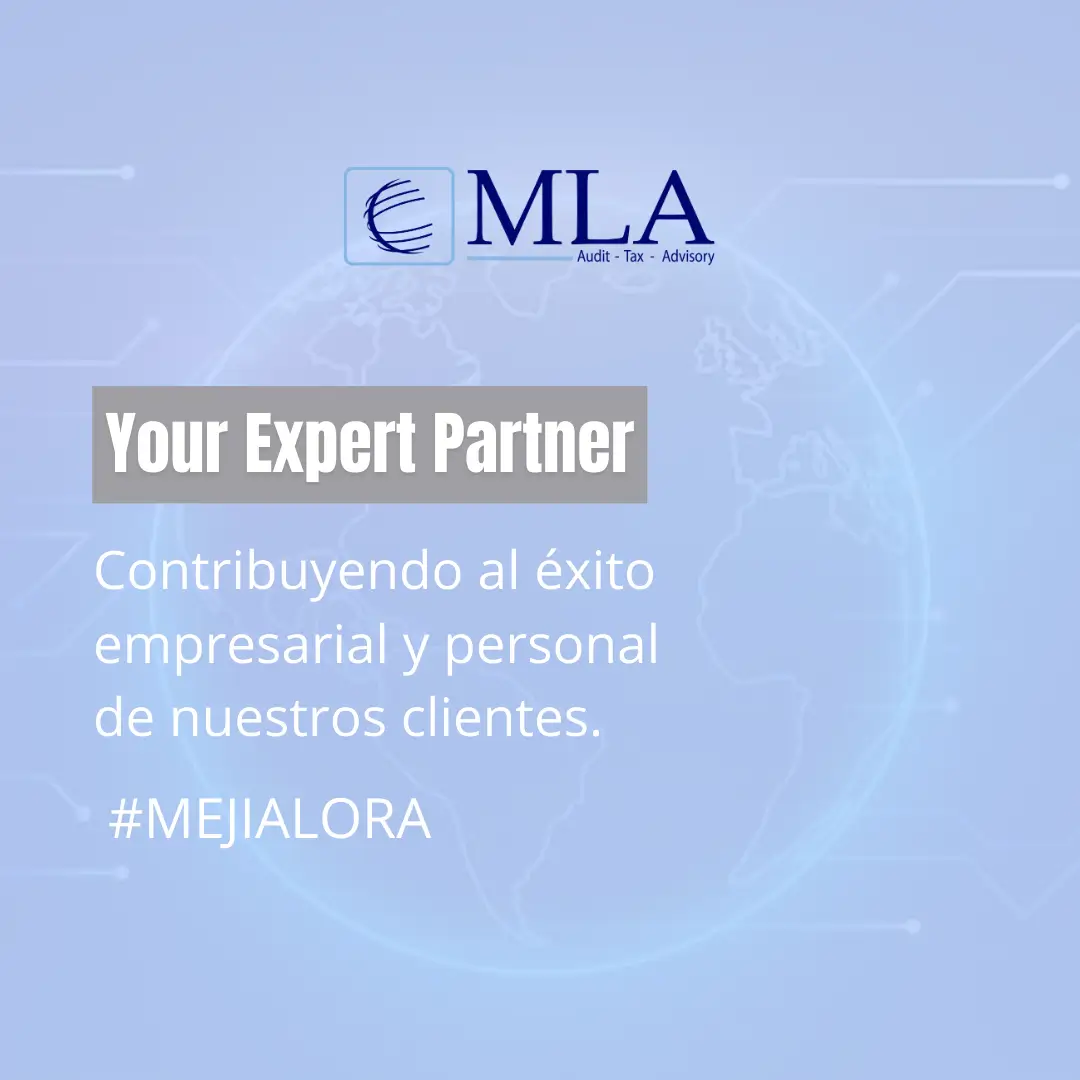 MLA
Audit - Tax - Advisory
Your Expert Partner
Contribuyendo al éxito
empresarial y personal
de nuestros clientes.
#MEJIALORA